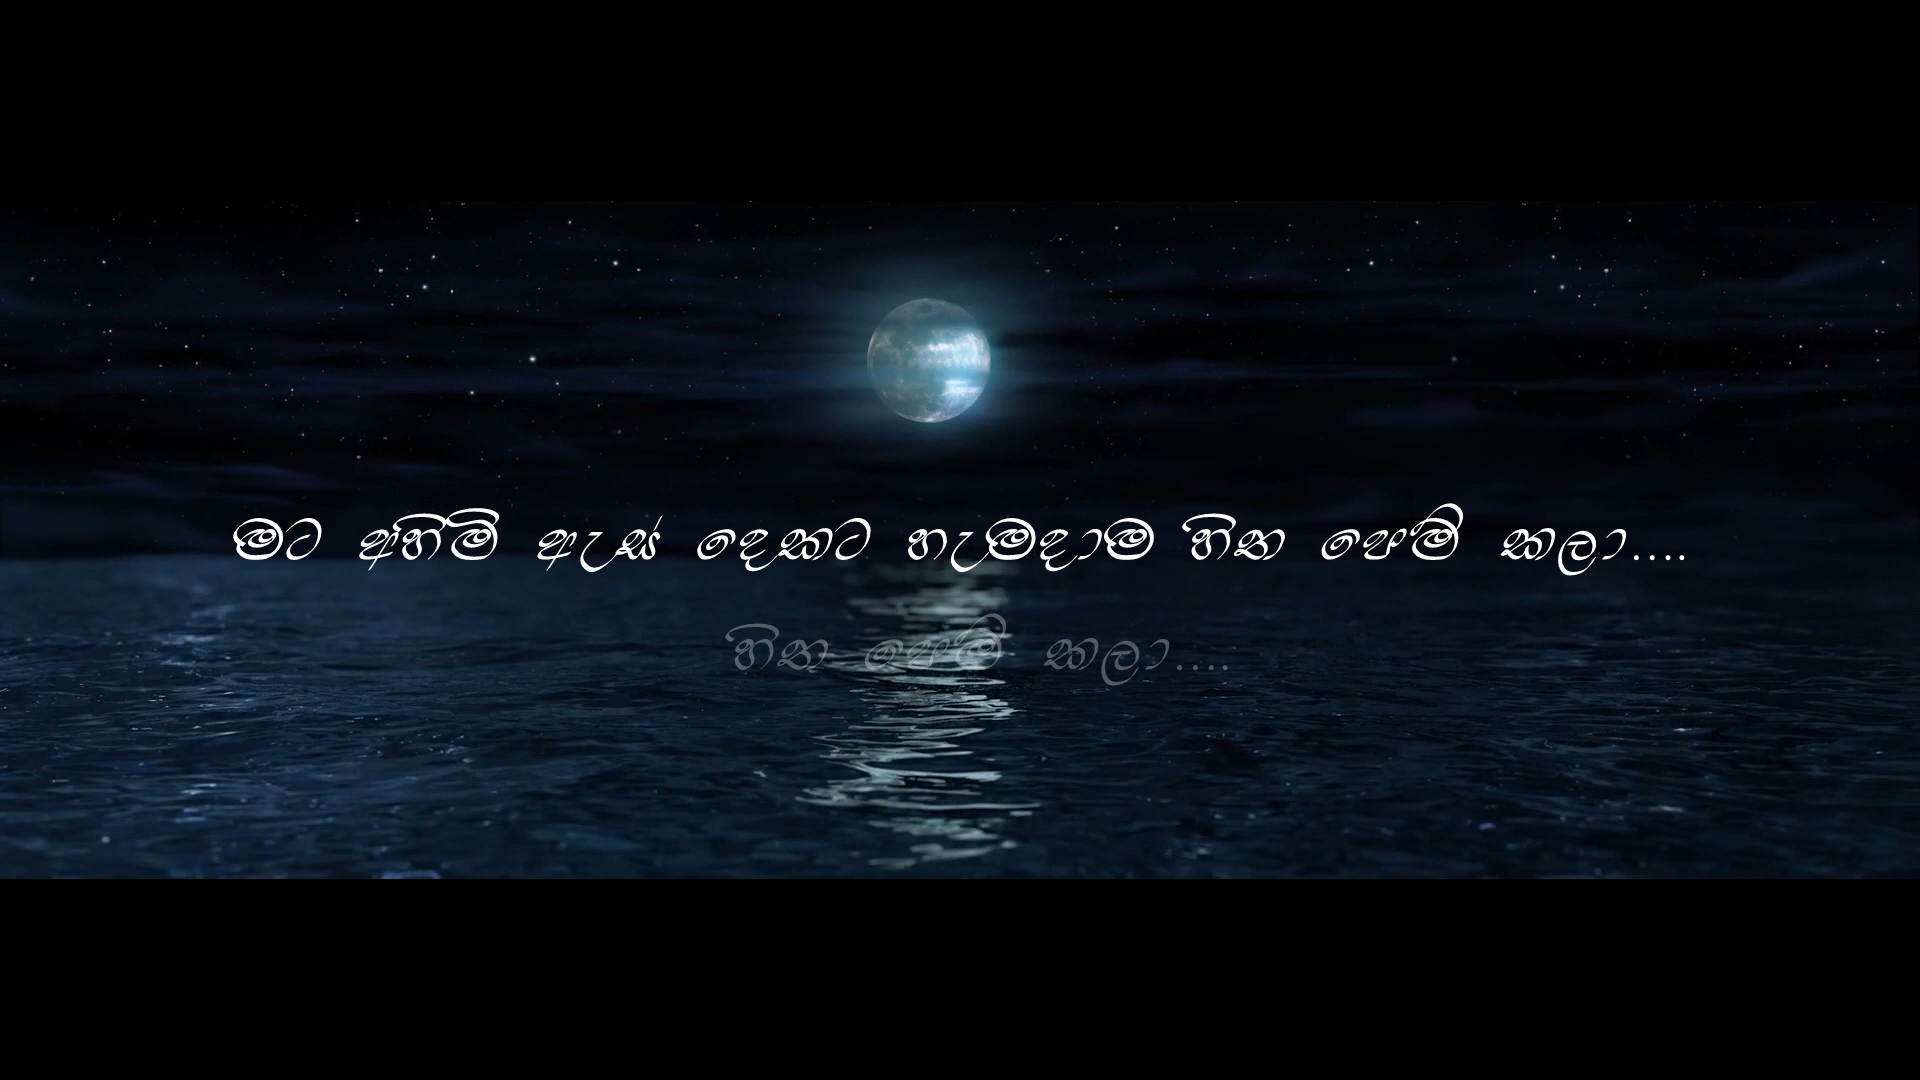 මට අහිමි ඇස් දෙකට හැමදාම හිත පෙම් කලා....
හිත පෙම් කලා....